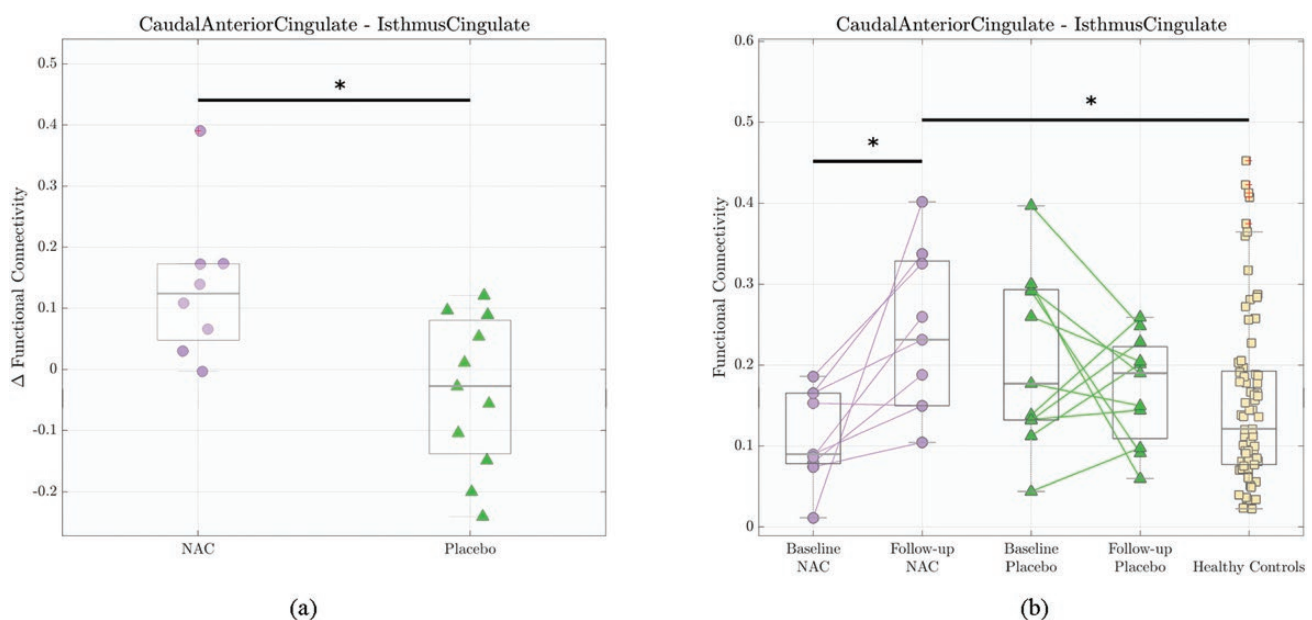 CaudalAnteriorCingulate - IsthmusCingulate
0.5
0.4
0.3
0.2
0.1
0
-0.1
-0.2
Δ Functional Connectivity
*
NAC
Placebo
(a)
CaudalAnteriorCingulate - IsthmusCingulate
0.6
0.5
0.4
0.3
0.2
0.1
0
Functional Connectivity
*
*
Baseline
NAC
Follow-up
NAC
Baseline
Placebo
Follow-up
Placebo
Healthy Controls
(b)